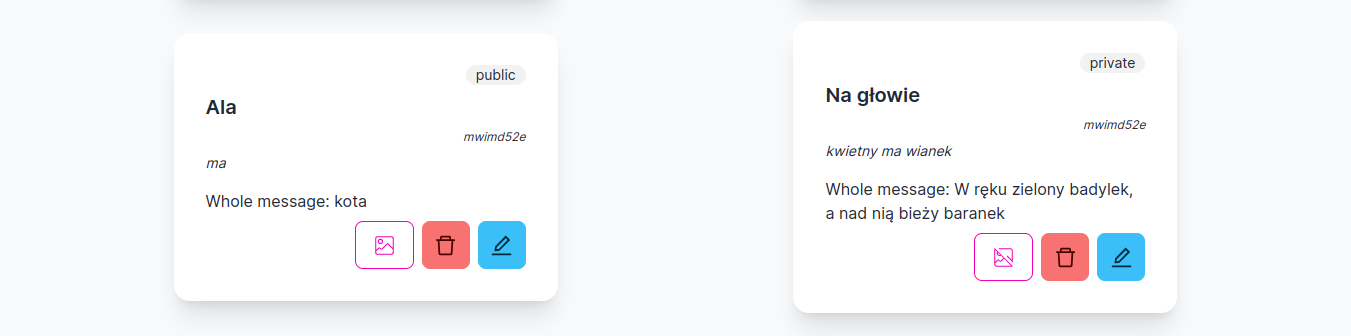 public
Ala
mwimd52e
ma
Whole message: kota
private
Na głowie
mwimd52e
kwietny ma wianek
Whole message: W ręku zielony badylek,
a nad nią bieży baranek